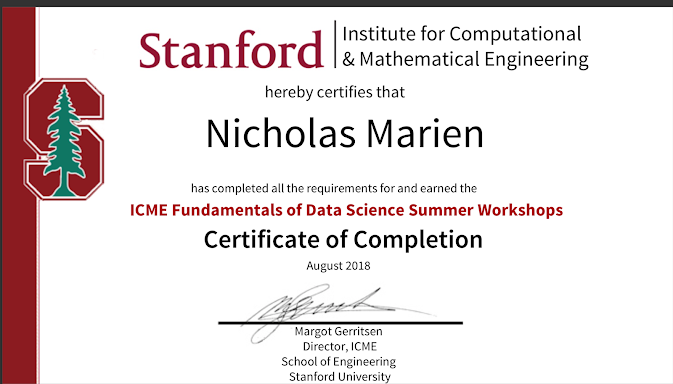 Stanford
Institute for Computational
& Mathematical Engineering
hereby certifies that
Nicholas Marien
has completed all the requirements for and earned the
ICME Fundamentals of Data Science Summer Workshops
Certificate of Completion
August 2018
Margot Gerritsen
Director, ICME
School of Engineering
Stanford University